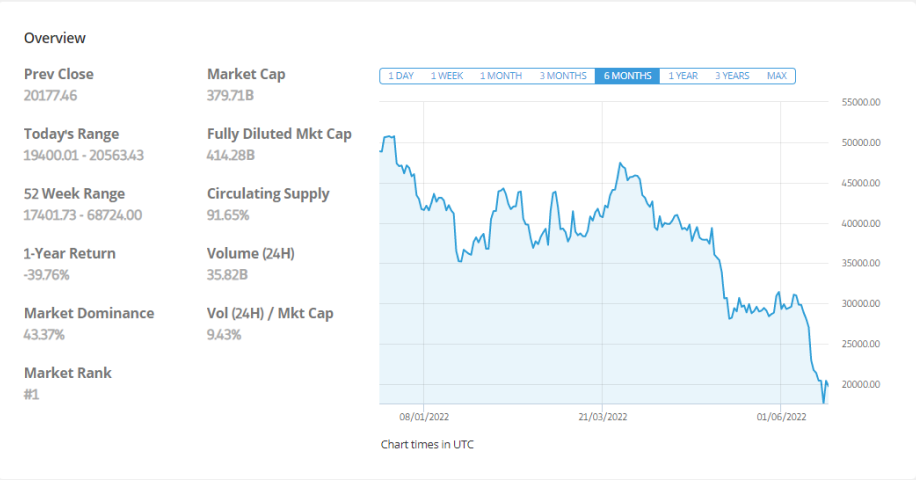 Overview
Prev Close
20177.46
Market Cap
379.71B
Today's Range
19400.01 - 20563.43
Fully Diluted Mkt Cap
414.28B
52 Week Range
17401.73 - 68724.00
Circulating Supply
91.65%
1-Year Return
-39.76%
Volume (24H)
35.82B
Market Dominance
43.37%
Vol (24H) / Mkt Cap
9.43%
Market Rank
#1
1 DAY 1 WEEK 1 MONTH 3 MONTHS 6 MONTHS 1 YEAR 3 YEARS MAX
55000.00
50000.00
45000.00
40000.00
35000.00
30000.00
25000.00
20000.00
08/01/2022 21/03/2022 01/06/2022
Chart times in UTC